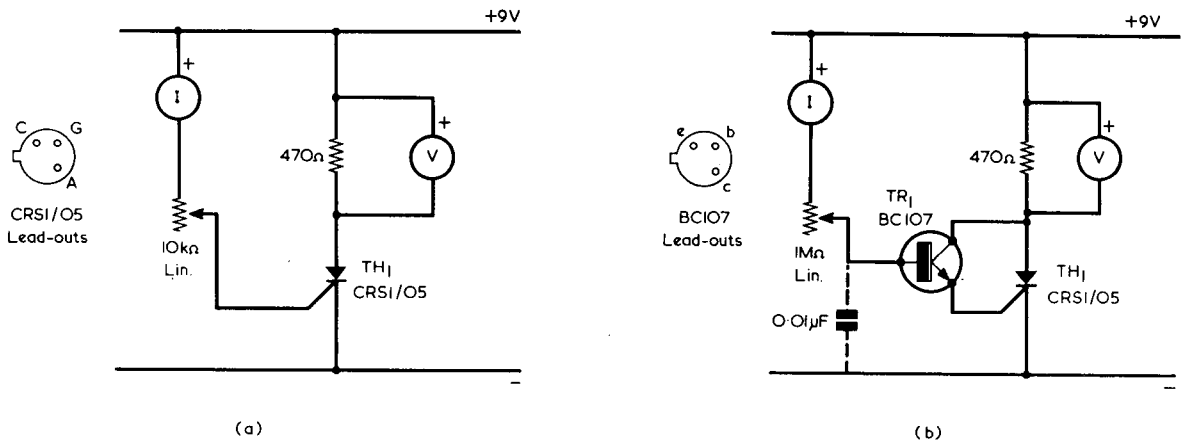 +9V
+
I
C G
A
CRS1/05
Lead-outs
10kΩ
Lin.
470Ω
+
V
TH1
CRS1/05
–
(a)
+9V
+
I
e b
c
BC107
Lead-outs
1MΩ
Lin.
0·01µF
TR1
BC107
470Ω
+
V
TH1
CRS1/05
–
(b)